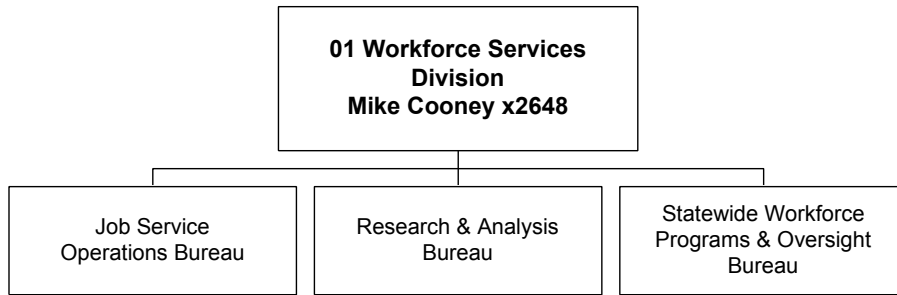 01 Workforce Services
Division
Mike Cooney x2648
Job Service
Operations Bureau
Research & Analysis
Bureau
Statewide Workforce
Programs & Oversight
Bureau